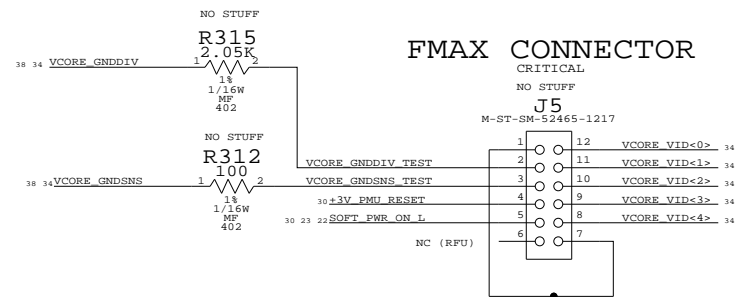 NO STUFF
R315
2.05K
38 34 VCORE_GNDDIV 1 2
1%
1/16W
MF
402
FMAX CONNECTOR
CRITICAL
NO STUFF
J5
M-ST-SM-52465-1217
NO STUFF
R312
100
38 34 VCORE_GNDSNS 1 2
1%
1/16W
MF
402
1 12 VCORE_VID<0> 34
VCORE_GNDDIV_TEST 2 11 VCORE_VID<1> 34
VCORE_GNDSNS_TEST 3 10 VCORE_VID<2> 34
30 +3V_PMU_RESET 4 9 VCORE_VID<3> 34
30 23 22 SOFT_PWR_ON_L 5 8 VCORE_VID<4> 34
NC (RFU) 6 7